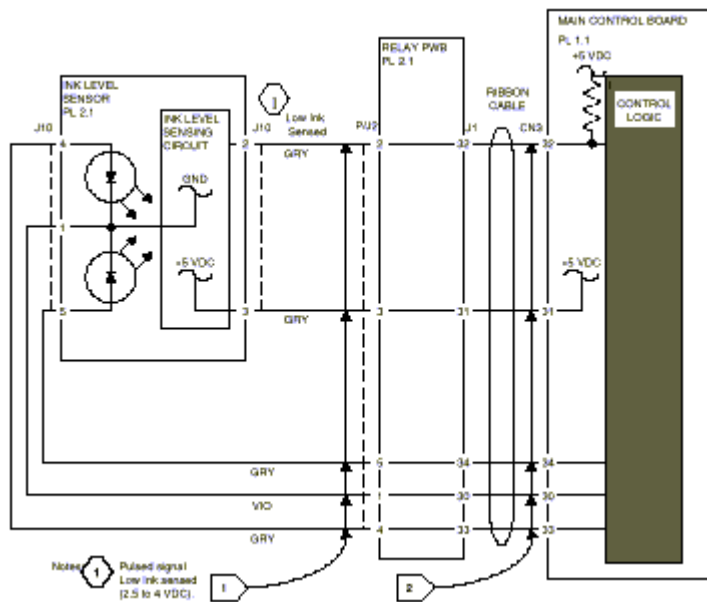 MAIN CONTROL BOARD
PL 1.1
+5 VDC
CONTROL
LOGIC
RELAY PWB
PL 2.1
RIBBON
CABLE
INK LEVEL
SENSOR
PL 2.1
INK LEVEL
SENSING
CIRCUIT
1
Low Ink
Sensed
J10
J10
P/J2
J1
CN3
4
2
2
32
32
GRY
GND
1
+5 VDC
+5 VDC
5
3
3
31
31
GRY
5
34
34
GRY
1
30
30
VIO
4
33
33
GRY
Notes
1
Pulsed signal
Low Ink sensed
(2.5 to 4 VDC).
1
2